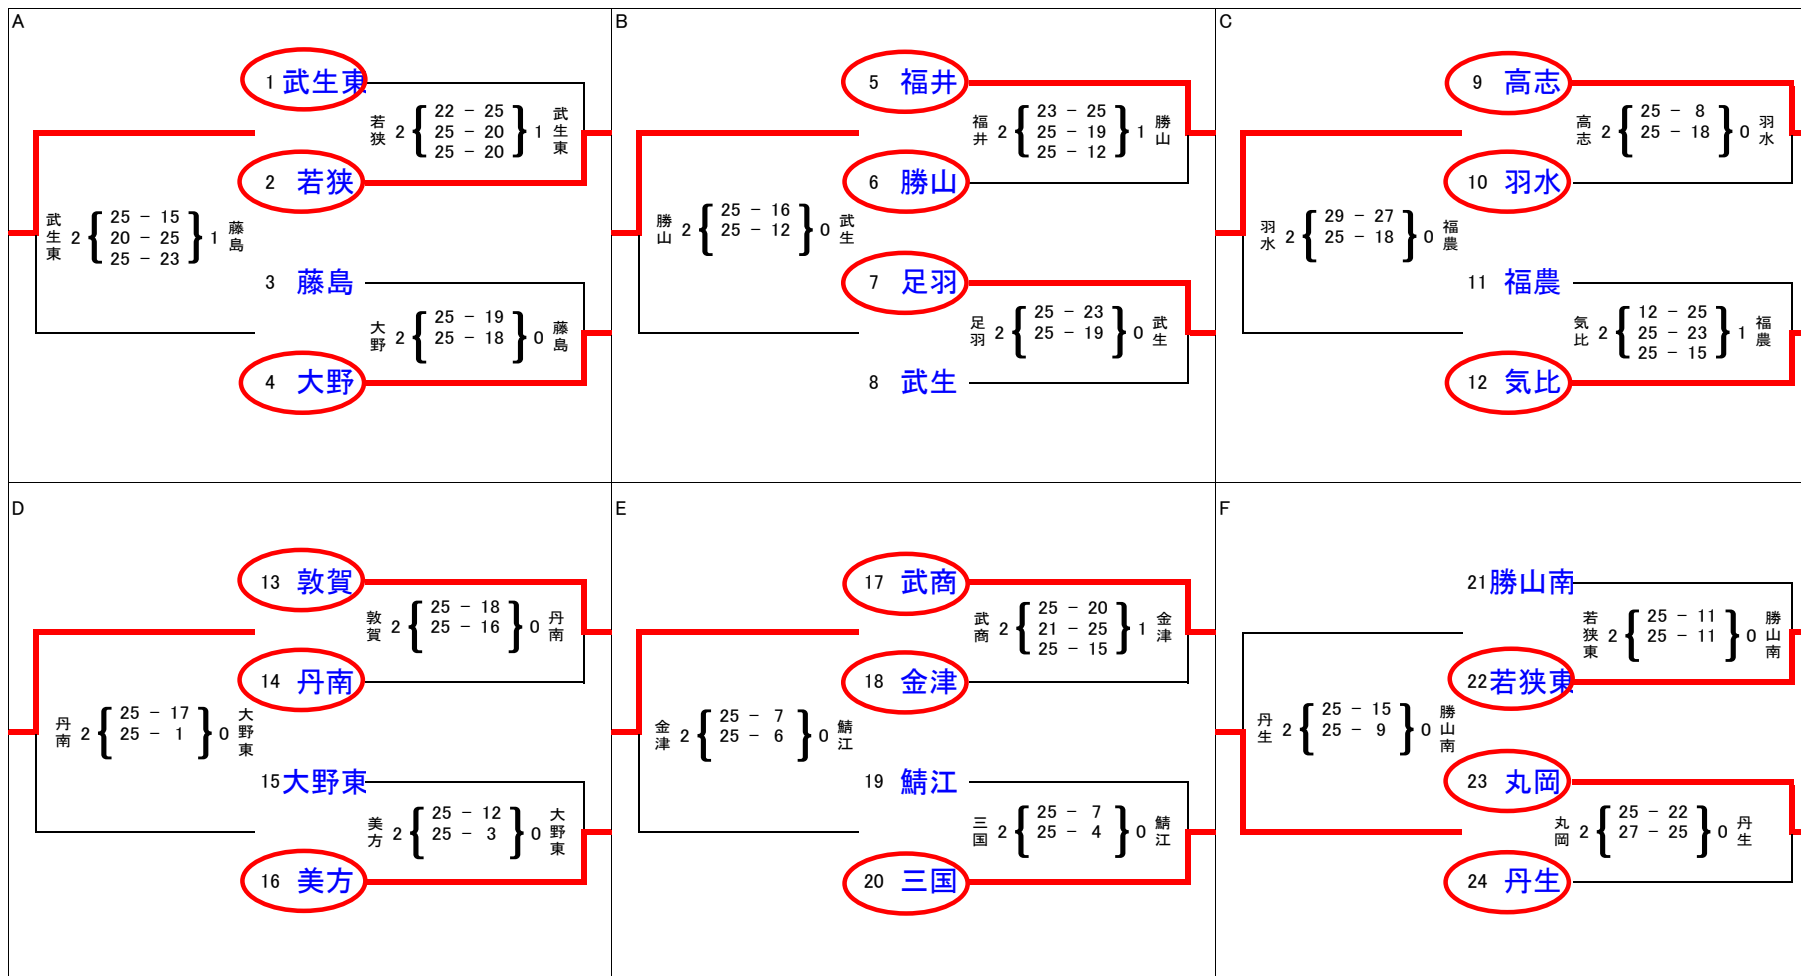 A
1 武生東
若狭 2 { 22 - 25 } 1 武生東
25 - 20
25 - 20
2 若狭
武生東 2 { 25 - 15 } 1 藤島
20 - 25
25 - 23
3 藤島
大野 2 { 25 - 19 } 0 藤島
25 - 18
4 大野
B
5 福井
福井 2 { 23 - 25 } 1 勝山
25 - 19
25 - 12
6 勝山
勝山 2 { 25 - 16 } 0 武生
25 - 12
7 足羽
足羽 2 { 25 - 23 } 0 武生
25 - 19
8 武生
C
9 高志
高志 2 { 25 - 8 } 0 羽水
25 - 18
10 羽水
羽水 2 { 29 - 27 } 0 福農
25 - 18
11 福農
気比 2 { 12 - 25 } 1 福農
25 - 23
25 - 15
12 気比
D
13 敦賀
敦賀 2 { 25 - 18 } 0 丹南
25 - 16
14 丹南
丹南 2 { 25 - 17 } 0 大野東
25 - 1
15 大野東
美方 2 { 25 - 12 } 0 大野東
25 - 3
16 美方
E
17 武商
武商 2 { 25 - 20 } 1 金津
21 - 25
25 - 15
18 金津
金津 2 { 25 - 7 } 0 鯖江
25 - 6
19 鯖江
三国 2 { 25 - 7 } 0 鯖江
25 - 4
20 三国
F
21 勝山南
若狭東 2 { 25 - 11 } 0 勝山南
25 - 11
22 若狭東
丹生 2 { 25 - 15 } 0 勝山南
25 - 9
23 丸岡
丸岡 2 { 25 - 22 } 0 丹生
27 - 25
24 丹生